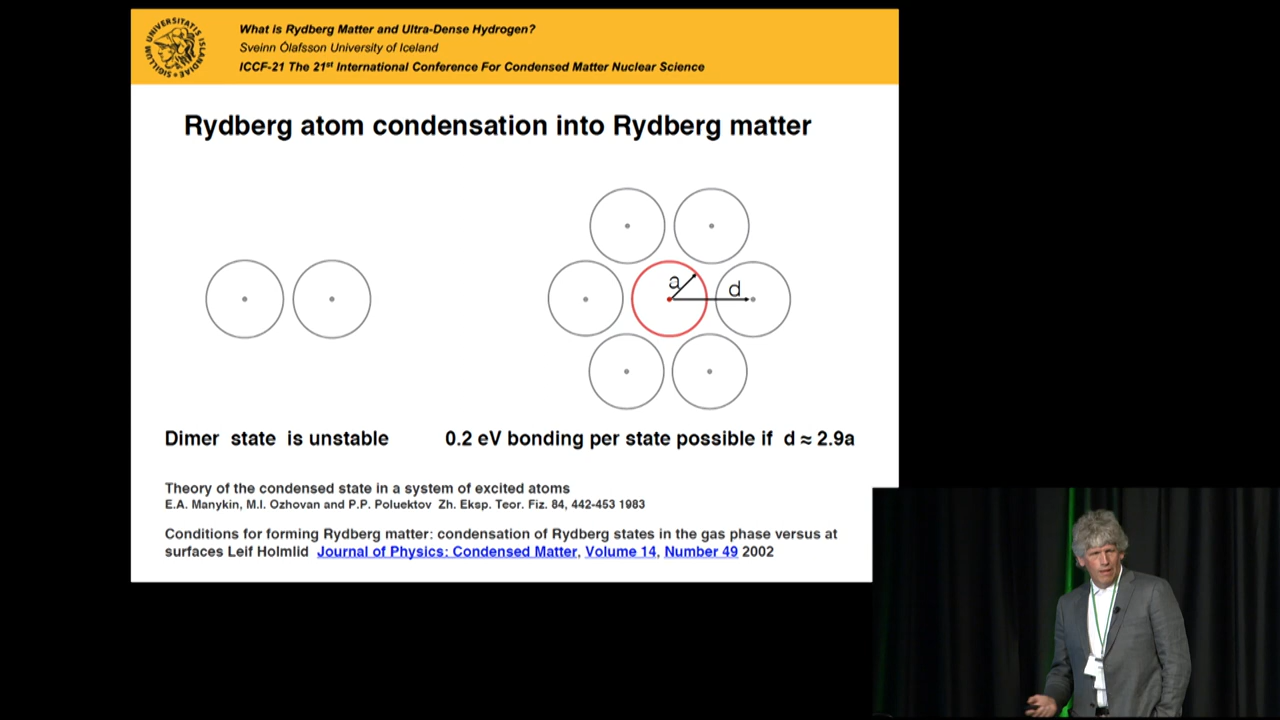 What is Rydberg Matter and Ultra-Dense Hydrogen?
Sveinn Òlafsson University of Iceland
ICCF-21 The 21st International Conference For Condensed Matter Nuclear Science
SIGILLUM UNIVERSITATIS ISLANDIAE
Rydberg atom condensation into Rydberg matter
a
d
Dimer state is unstable
0.2 eV bonding per state possible if d ≈ 2.9a
Theory of the condensed state in a system of excited atoms
E.A. Manykin, M.I. Ozhovan and P.P. Poluektov Zh. Eksp. Teor. Fiz. 84, 442-453 1983
Conditions for forming Rydberg matter: condensation of Rydberg states in the gas phase versus at
surfaces Leif Holmlid Journal of Physics: Condensed Matter, Volume 14, Number 49 2002